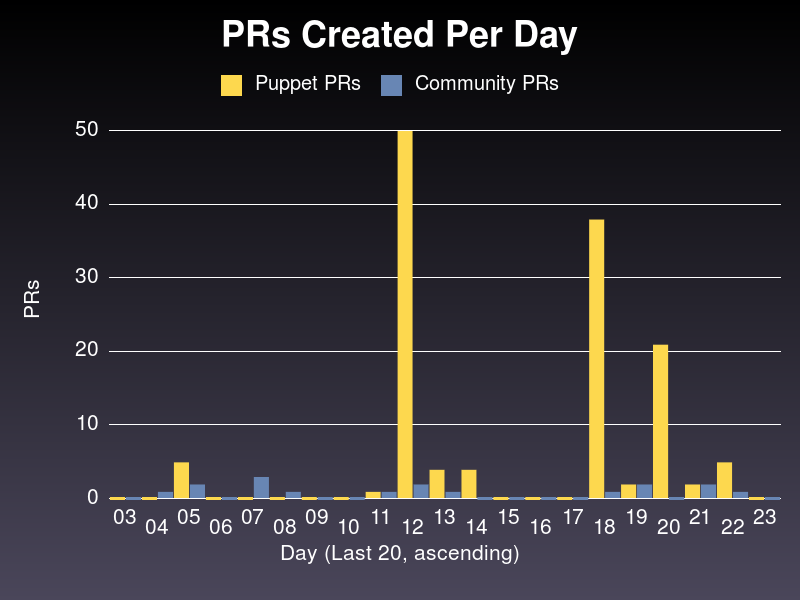 PRs Created Per Day
Puppet PRs Community PRs
50
40
30
20
10
0
PRs
03 04 05 06 07 08 09 10 11 12 13 14 15 16 17 18 19 20 21 22 23
Day (Last 20, ascending)